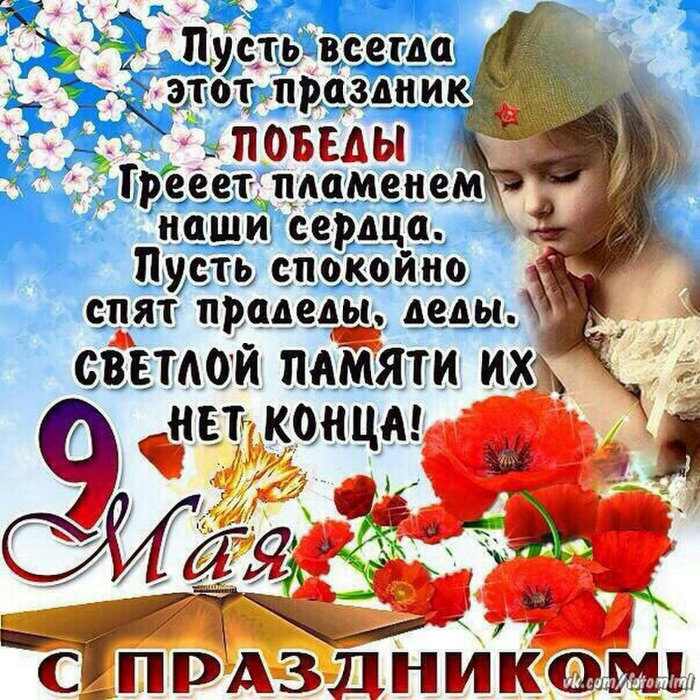 Пусть всегда
этот праздник
ПОБЕДЫ
Грееет пламенем
наши сердца.
Пусть спокойно
спят прадеды, деды.
СВЕТЛОЙ ПАМЯТИ ИХ
НЕТ КОНЦА!
9
Мая
С ПРАЗДНИКОМ!